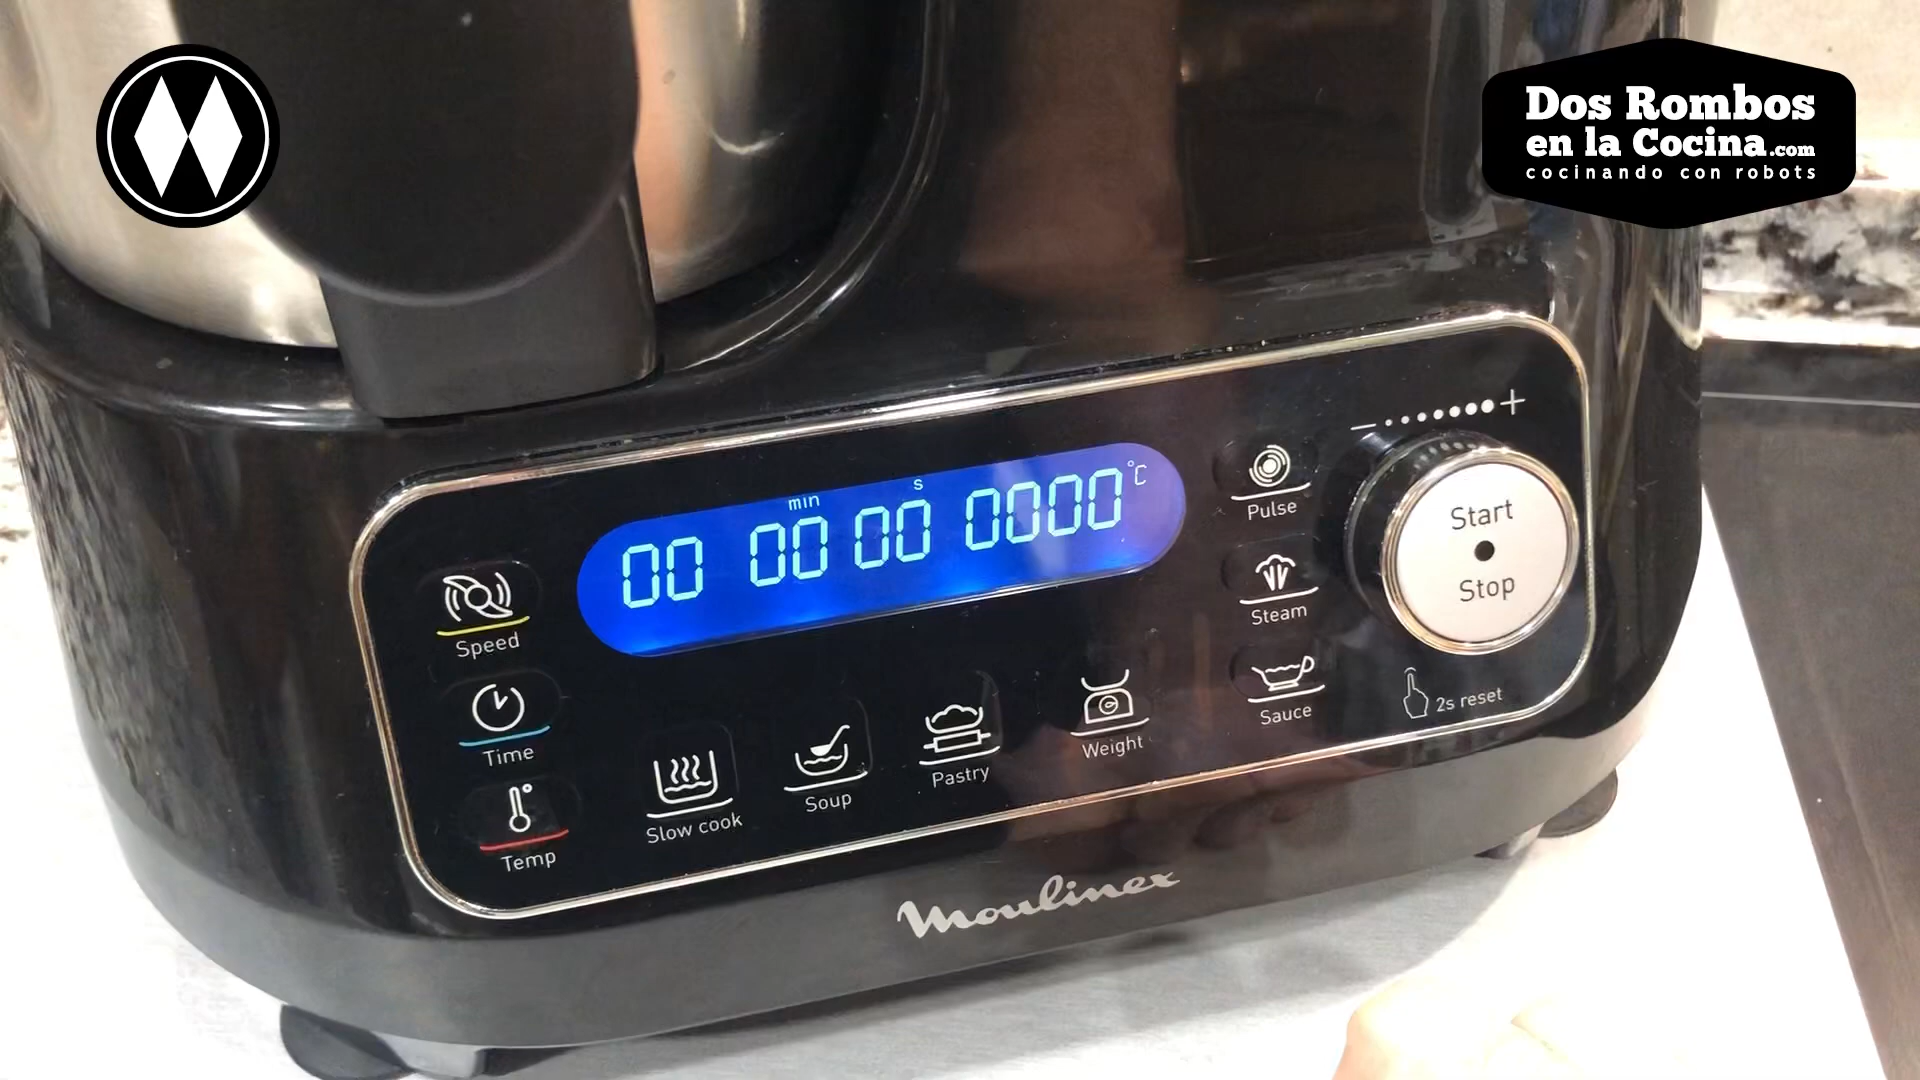 Dos Rombos
en la Cocina.com
cocinando con robots
min s
00 00 00 0000 °C
Speed
Time
Temp
Slow cook
Soup
Pastry
Weight
Pulse
Steam
Sauce
− +
Start
Stop
2s reset
Moulinex